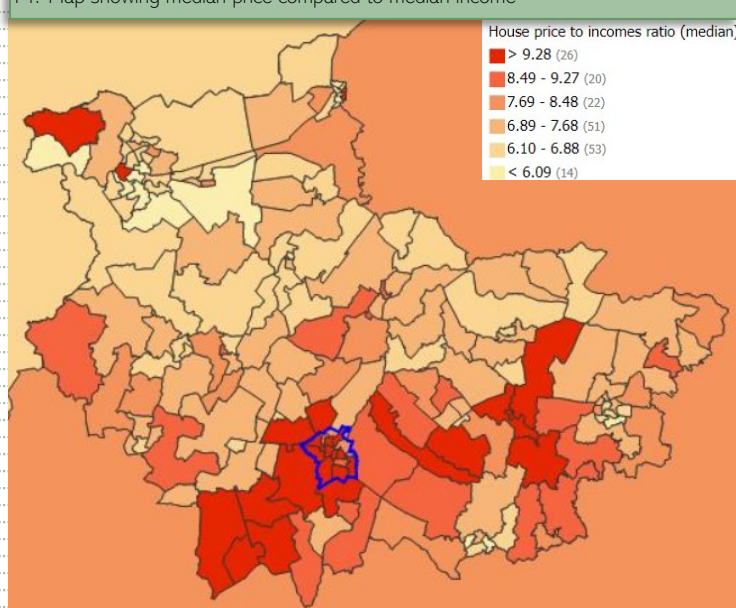 Map showing median price compared to median income
House price to incomes ratio (median)
> 9.28 (26)
8.49 - 9.27 (20)
7.69 - 8.48 (22)
6.89 - 7.68 (51)
6.10 - 6.88 (53)
< 6.09 (14)